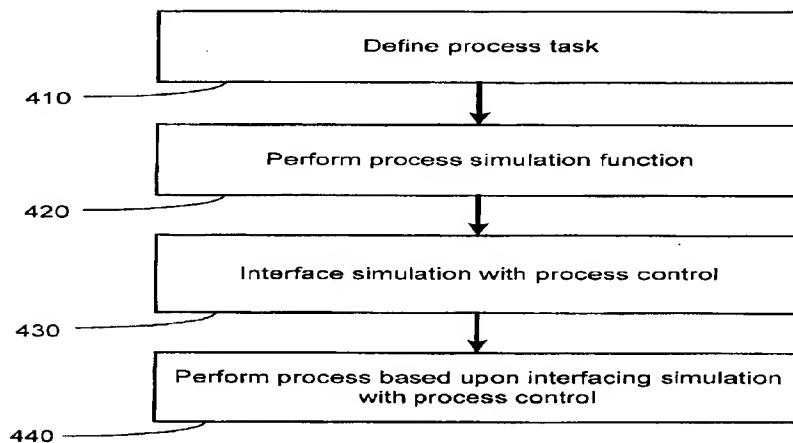 Define process task
410
Perform process simulation function
420
Interface simulation with process control
430
Perform process based upon interfacing simulation
with process control
440